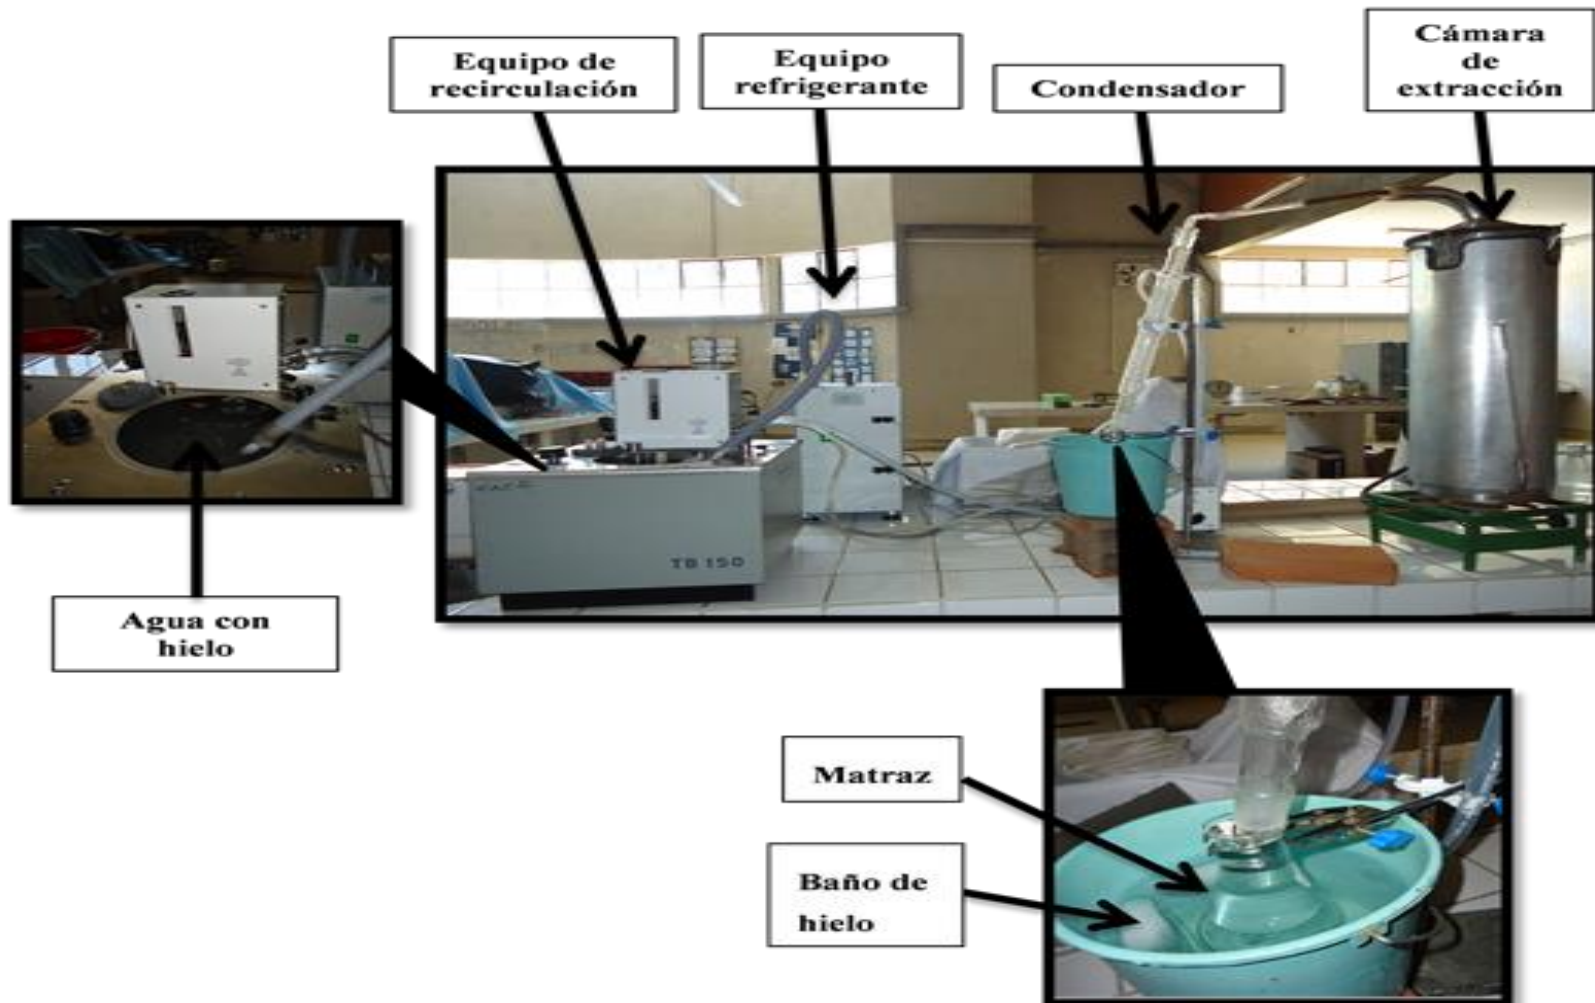 Equipo de
recirculación
Equipo
refrigerante
Condensador
Cámara
de
extracción
TB 150
Agua con
hielo
Matraz
Baño de
hielo